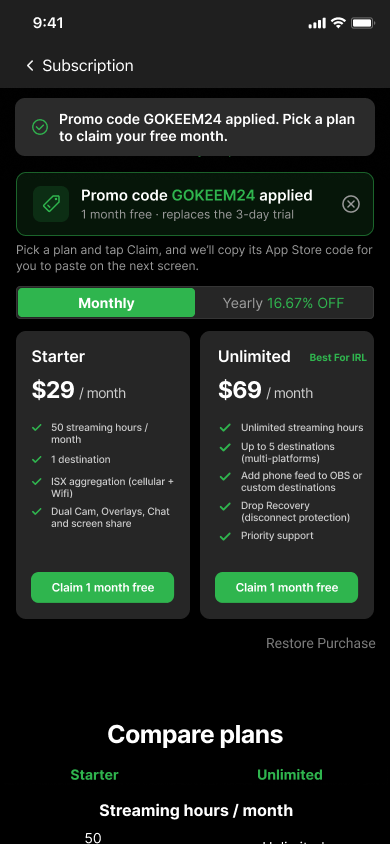 9:41
Subscription
Promo code GOKEEM24 applied. Pick a plan
to claim your free month.
Promo code GOKEEM24 applied
1 month free · replaces the 3-day trial
Pick a plan and tap Claim, and we'll copy its App Store code for
you to paste on the next screen.
Monthly
Yearly 16.67% OFF
Starter
$29 / month
50 streaming hours /
month
1 destination
ISX aggregation (cellular +
Wifi)
Dual Cam, Overlays, Chat
and screen share
Claim 1 month free
Unlimited
Best For IRL
$69 / month
Unlimited streaming hours
Up to 5 destinations
(multi-platforms)
Add phone feed to OBS or
custom destinations
Drop Recovery
(disconnect protection)
Priority support
Claim 1 month free
Restore Purchase
Compare plans
Starter
Unlimited
Streaming hours / month
50